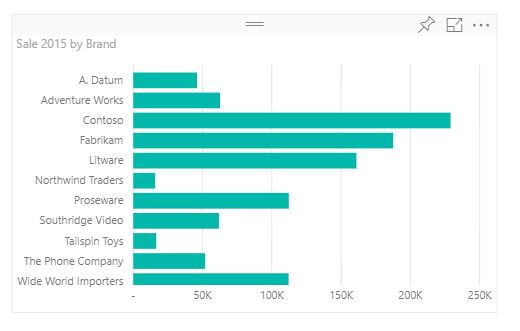 Sale 2015 by Brand
A. Datum
Adventure Works
Contoso
Fabrikam
Litware
Northwind Traders
Proseware
Southridge Video
Tailspin Toys
The Phone Company
Wide World Importers
- 50K 100K 150K 200K 250K